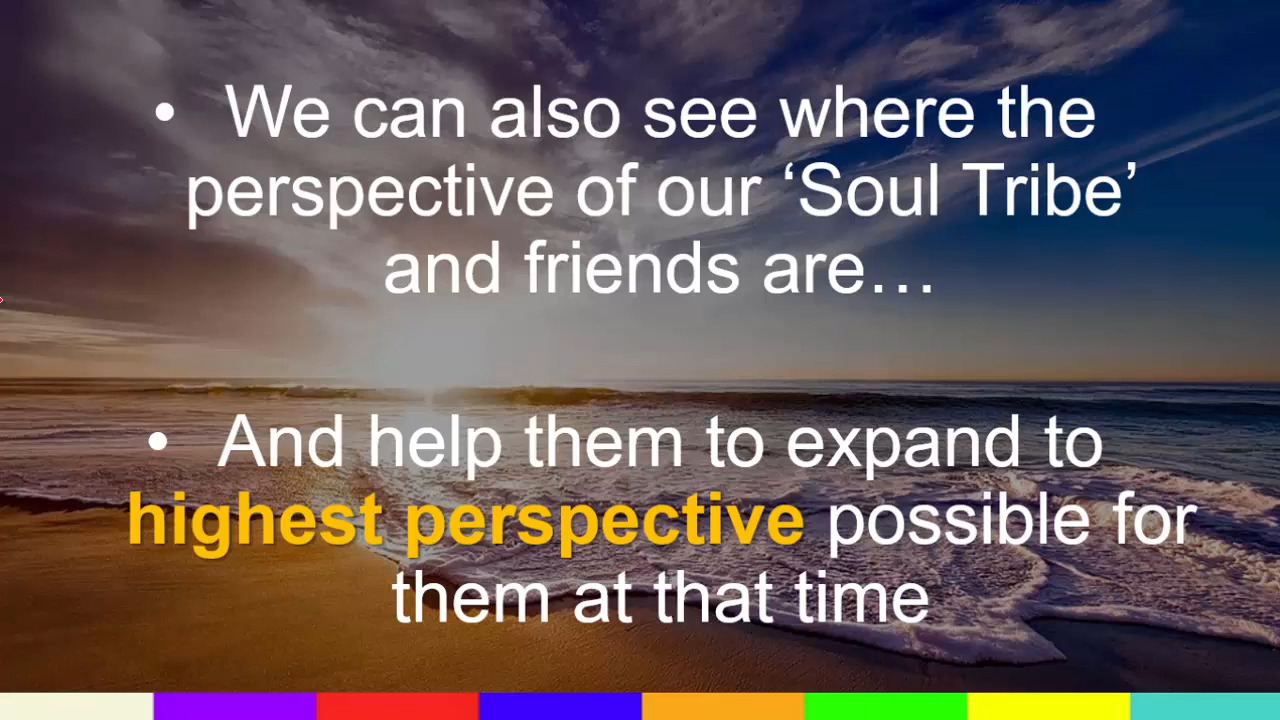 • We can also see where the
perspective of our ‘Soul Tribe’
and friends are…
• And help them to expand to
highest perspective possible for
them at that time